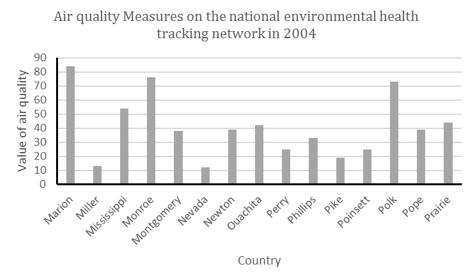 Air quality Measures on the national environmental health
tracking network in 2004
Value of air quality
90
80
70
60
50
40
30
20
10
0
Marion
Miller
Mississippi
Monroe
Montgomery
Nevada
Newton
Ouachita
Perry
Phillips
Pike
Poinsett
Polk
Pope
Prairie
Country